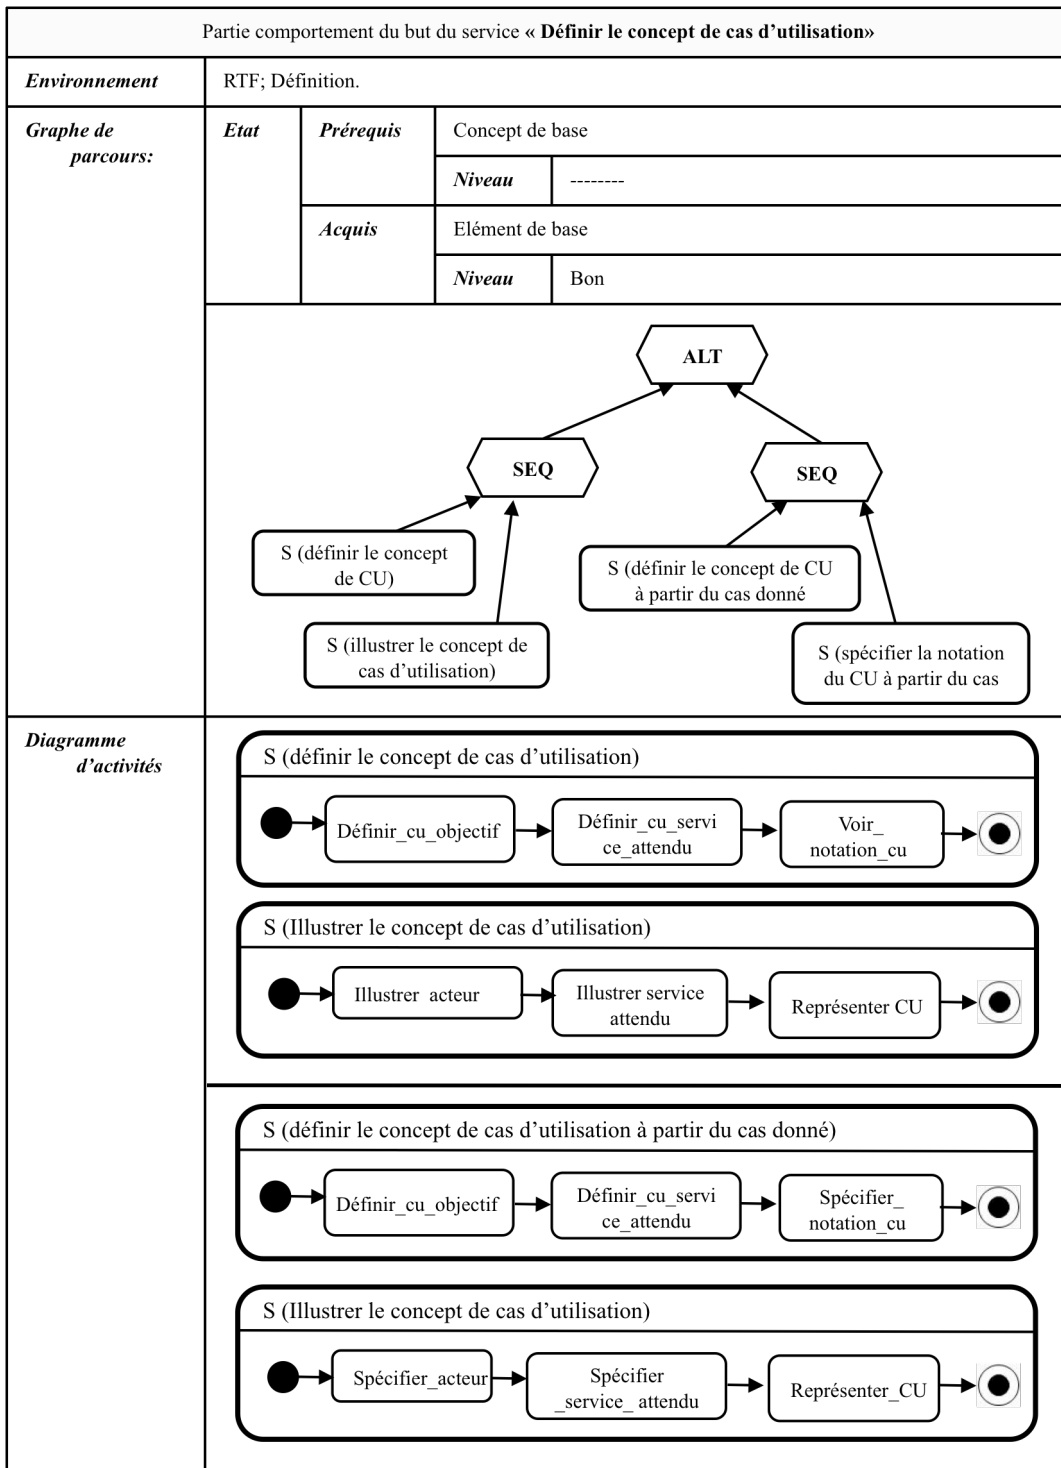 Partie comportement du but du service « Définir le concept de cas d’utilisation»
Environnement
RTF; Définition.
Graphe de
parcours:
Etat
Prérequis
Concept de base
Niveau
--------
Acquis
Elément de base
Niveau
Bon
ALT
SEQ
SEQ
S (définir le concept
de CU)
S (définir le concept de CU
à partir du cas donné
S (illustrer le concept de
cas d’utilisation)
S (spécifier la notation
du CU à partir du cas
Diagramme
d’activités
S (définir le concept de cas d’utilisation)
Définir_cu_objectif
Définir_cu_servi
ce_attendu
Voir_
notation_cu
S (Illustrer le concept de cas d’utilisation)
Illustrer acteur
Illustrer service
attendu
Représenter CU
S (définir le concept de cas d’utilisation à partir du cas donné)
Définir_cu_objectif
Définir_cu_servi
ce_attendu
Spécifier_
notation_cu
S (Illustrer le concept de cas d’utilisation)
Spécifier_acteur
Spécifier
_service_ attendu
Représenter_CU